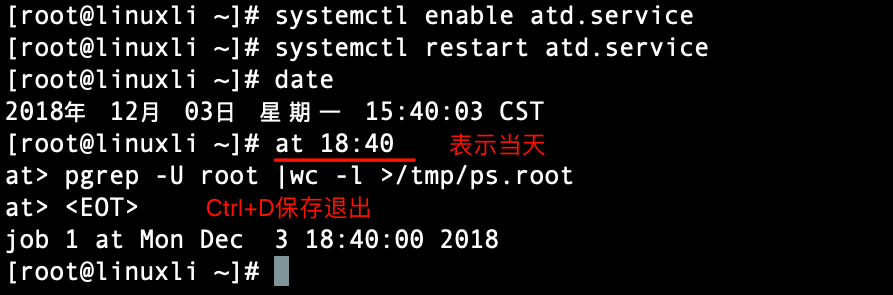 [root@linuxli ~]# systemctl enable atd.service
[root@linuxli ~]# systemctl restart atd.service
[root@linuxli ~]# date
2018年 12月 03日 星期一 15:40:03 CST
[root@linuxli ~]# at 18:40 表示当天
at> pgrep -U root |wc -l >/tmp/ps.root
at> <EOT> Ctrl+D保存退出
job 1 at Mon Dec  3 18:40:00 2018
[root@linuxli ~]#